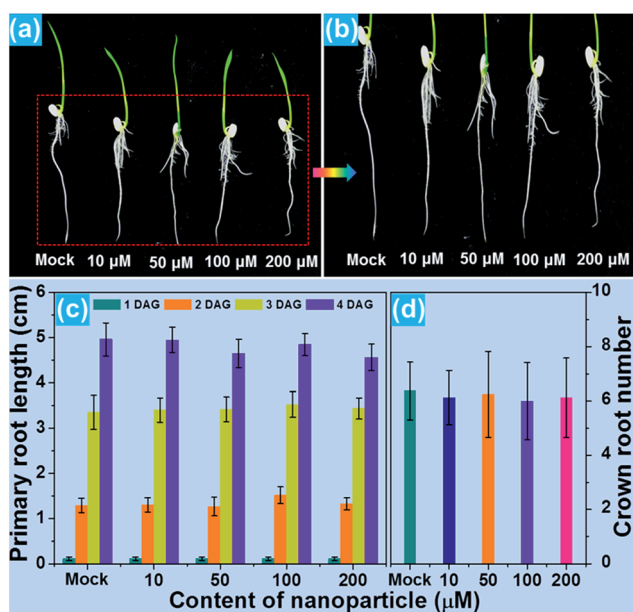 (a)
(b)
Mock 10 μM 50 μM 100 μM 200 μM
Mock 10 μM 50 μM 100 μM 200 μM
(c)
1 DAG 2 DAG 3 DAG 4 DAG
Primary root length (cm)
6
5
4
3
2
1
0
Mock 10 50 100 200
(d)
10
8
6
4
2
0
Crown root number
Mock 10 50 100 200
Content of nanoparticle (μM)